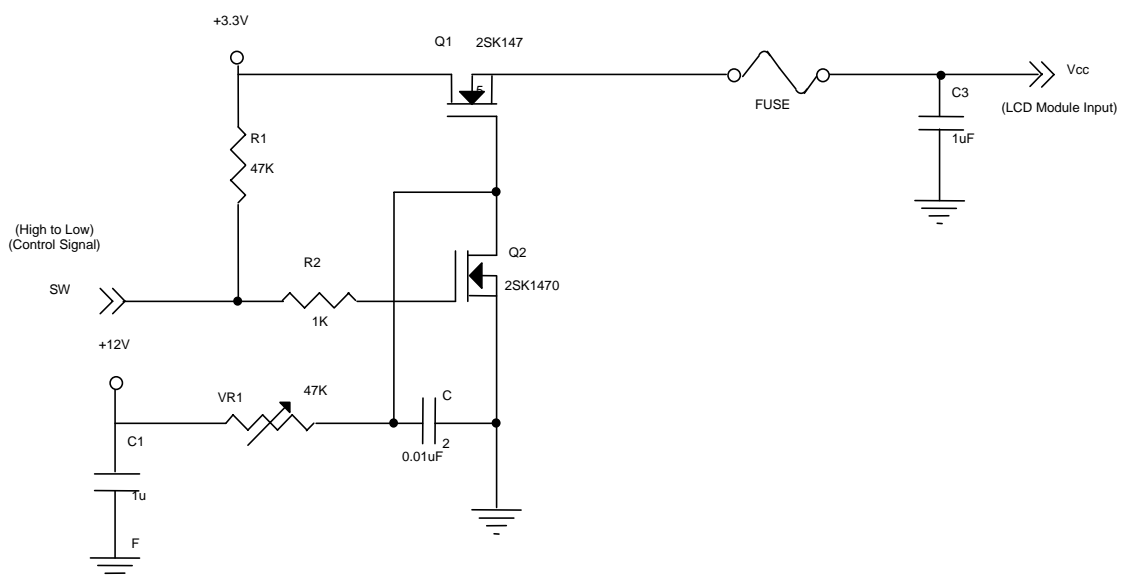 +3.3V
Q1 2SK147
5
FUSE
Vcc
(LCD Module Input)
C3
1uF
R1
47K
(High to Low)
(Control Signal)
SW
R2
1K
Q2
2SK1470
+12V
VR1
47K
C
2
0.01uF
C1
1u
F